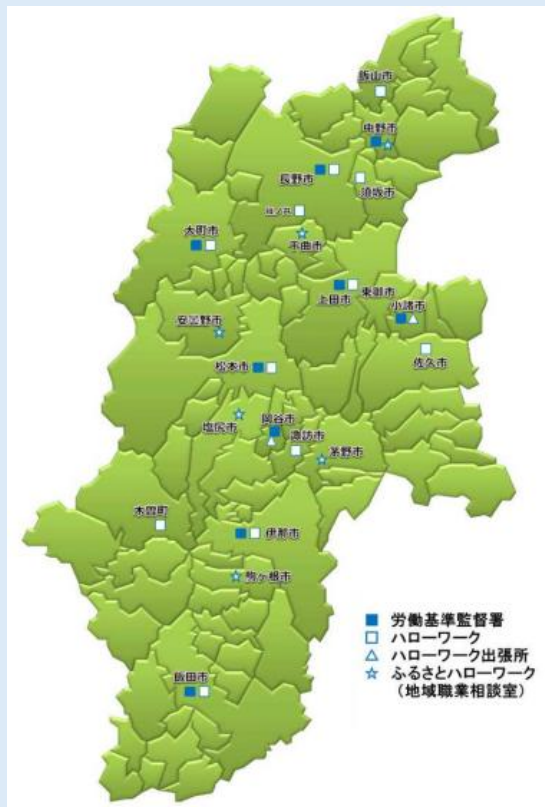 飯山市
中野市
長野市
須坂市
篠ノ井
大町市
千曲市
上田市
東御市
小諸市
安曇野市
佐久市
松本市
塩尻市
岡谷市
諏訪市
茅野市
木曽町
伊那市
駒ヶ根市
飯田市
労働基準監督署
ハローワーク
ハローワーク出張所
ふるさとハローワーク
（地域職業相談室）